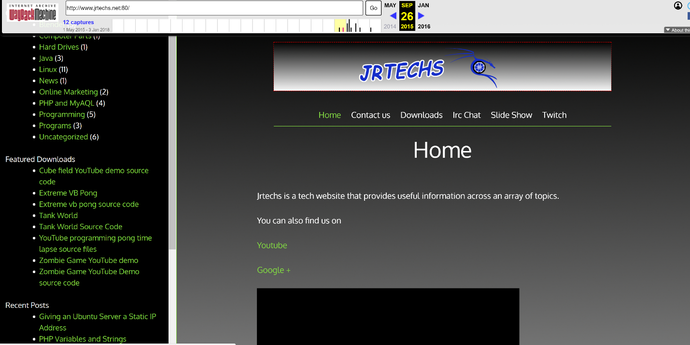 INTERNET ARCHIVE
WayBackMachine
http://www.jrtechs.net:80/
Go
MAY SEP JAN
26
2014 2015 2016
12 captures
1 May 2015 - 3 Jan 2018
About this
Computer Parts (1)
Hard Drives (1)
Java (3)
Linux (11)
News (1)
Online Marketing (2)
PHP and MyAQL (4)
Programming (5)
Programs (3)
Uncategorized (6)
Featured Downloads
Cube field YouTube demo source
code
Extreme VB Pong
Extreme vb pong source code
Tank World
Tank World Source Code
YouTube programming pong time
lapse source files
Zombie Game YouTube demo
Zombie Game YouTube Demo
source code
Recent Posts
Giving an Ubuntu Server a Static IP
Address
PHP Variables and Strings
JRTECHS
Home Contact us Downloads Irc Chat Slide Show Twitch
Home
Jrtechs is a tech website that provides useful information across an array of topics.
You can also find us on
Youtube
Google +